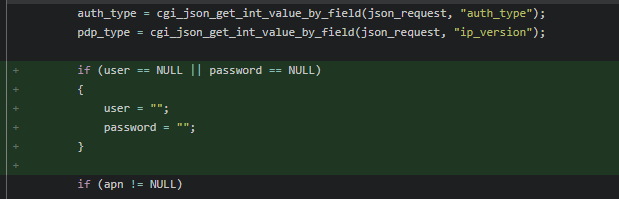 auth_type = cgi_json_get_int_value_by_field(json_request, "auth_type");
pdp_type = cgi_json_get_int_value_by_field(json_request, "ip_version");
+ if (user == NULL || password == NULL)
+ {
+ user = "";
+ password = "";
+ }
+
if (apn != NULL)